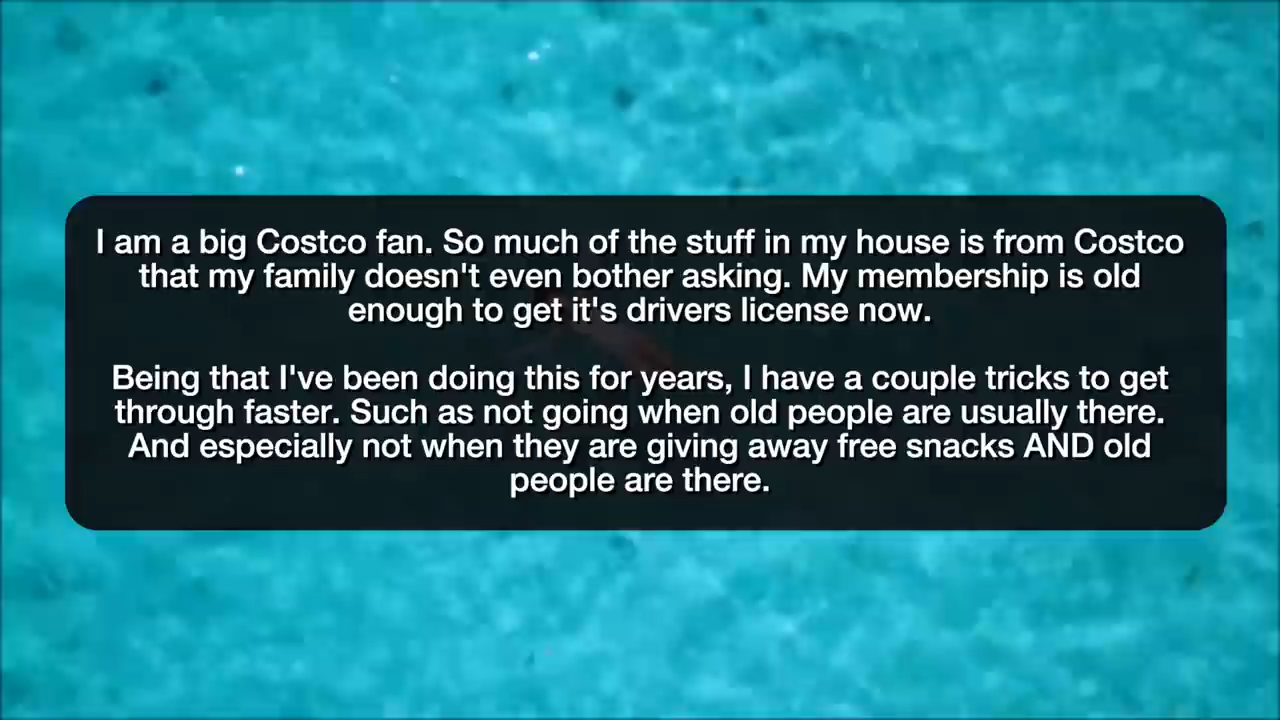 I am a big Costco fan. So much of the stuff in my house is from Costco
that my family doesn't even bother asking. My membership is old
enough to get it's drivers license now.
Being that I've been doing this for years, I have a couple tricks to get
through faster. Such as not going when old people are usually there.
And especially not when they are giving away free snacks AND old
people are there.